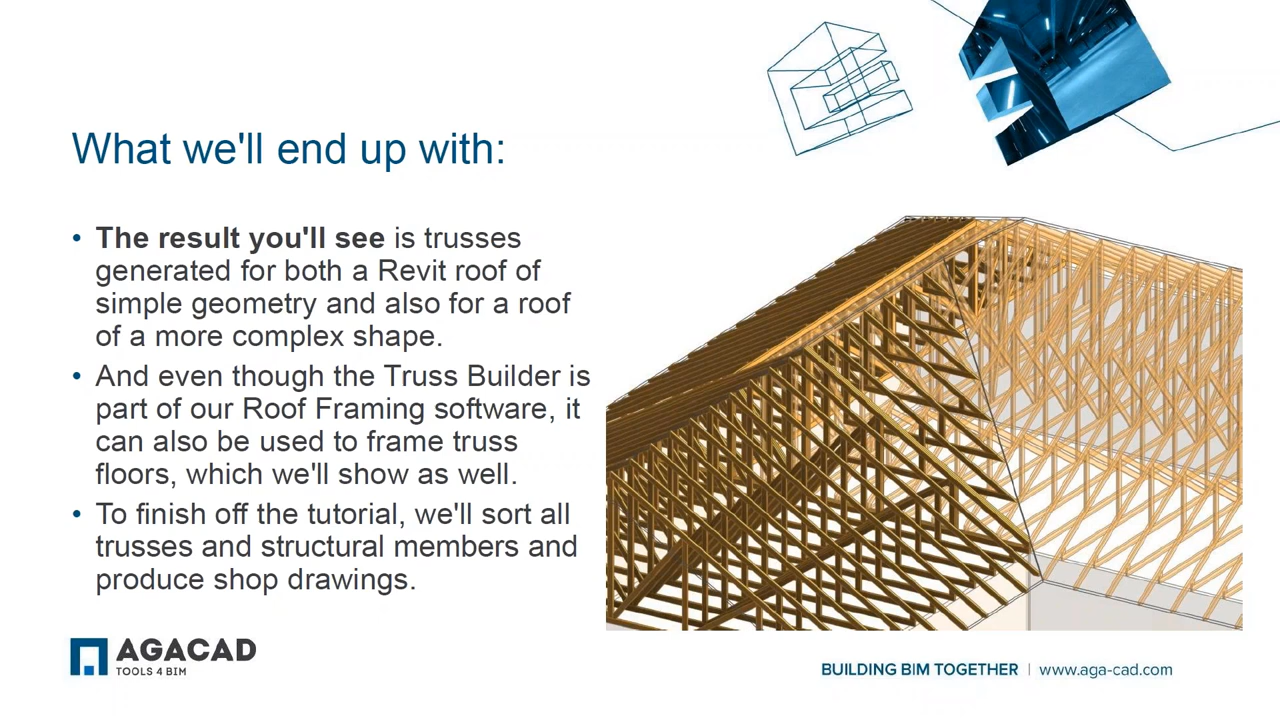 What we'll end up with:
• The result you'll see is trusses
generated for both a Revit roof of
simple geometry and also for a roof
of a more complex shape.
• And even though the Truss Builder is
part of our Roof Framing software, it
can also be used to frame truss
floors, which we'll show as well.
• To finish off the tutorial, we'll sort all
trusses and structural members and
produce shop drawings.
AGACAD
TOOLS 4 BIM
BUILDING BIM TOGETHER | www.aga-cad.com